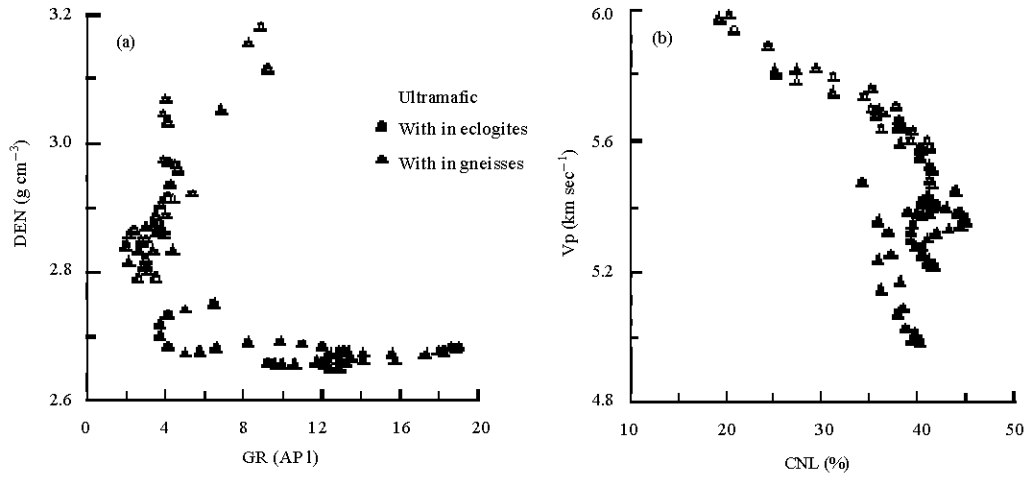 3.2
3.0
2.8
2.6
DEN (g cm−3)
(a)
Ultramafic
With in eclogites
With in gneisses
0 4 8 12 16 20
GR (AP l)
6.0
5.6
5.2
4.8
Vp (km sec−1)
(b)
10 20 30 40 50
CNL (%)